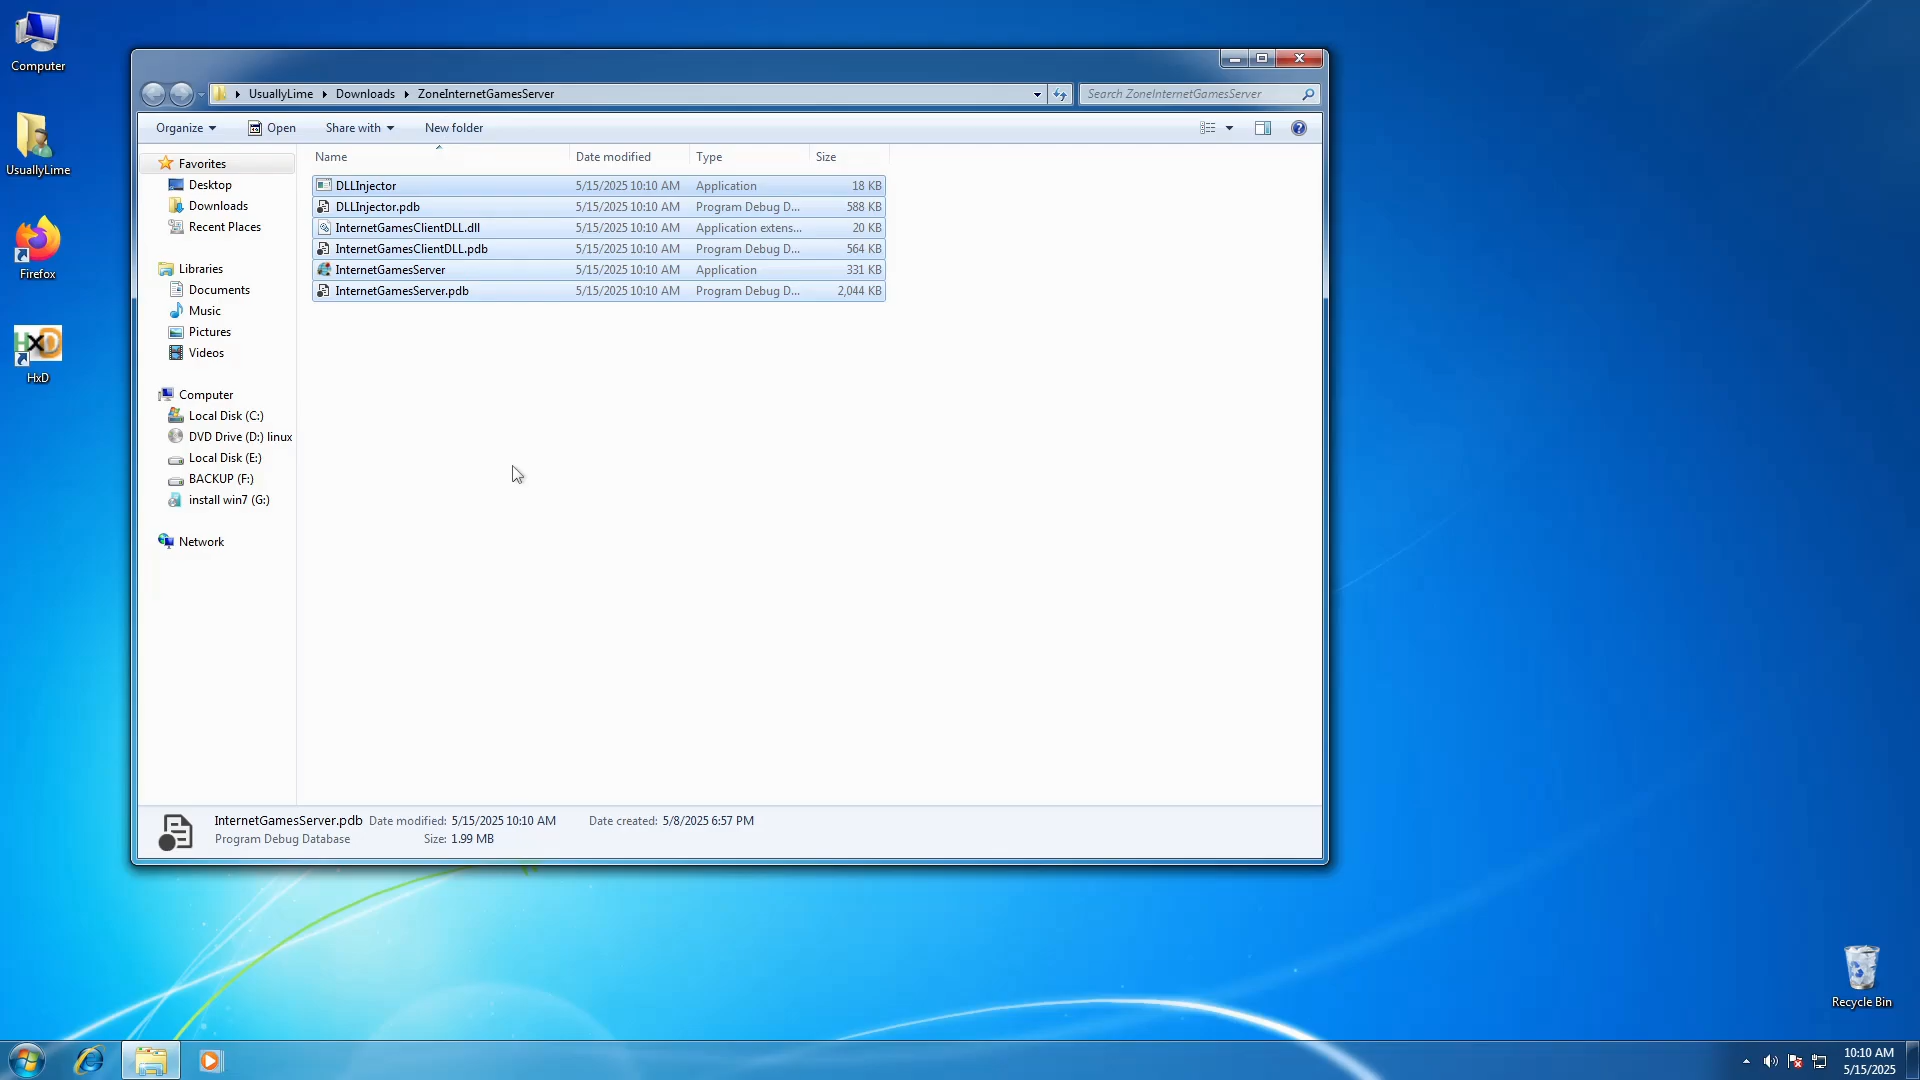 Computer
UsuallyLime
Firefox
HxD
UsuallyLime Downloads ZoneInternetGamesServer
Search ZoneInternetGamesServer
Organize Open Share with New folder
Favorites
Desktop
Downloads
Recent Places
Libraries
Documents
Music
Pictures
Videos
Computer
Local Disk (C:)
DVD Drive (D:) linux
Local Disk (E:)
BACKUP (F:)
install win7 (G:)
Network
Name Date modified Type Size
DLLInjector 5/15/2025 10:10 AM Application 18 KB
DLLInjector.pdb 5/15/2025 10:10 AM Program Debug D... 588 KB
InternetGamesClientDLL.dll 5/15/2025 10:10 AM Application extens... 20 KB
InternetGamesClientDLL.pdb 5/15/2025 10:10 AM Program Debug D... 564 KB
InternetGamesServer 5/15/2025 10:10 AM Application 331 KB
InternetGamesServer.pdb 5/15/2025 10:10 AM Program Debug D... 2,044 KB
InternetGamesServer.pdb Date modified: 5/15/2025 10:10 AM Date created: 5/8/2025 6:57 PM
Program Debug Database Size: 1.99 MB
Recycle Bin
10:10 AM
5/15/2025